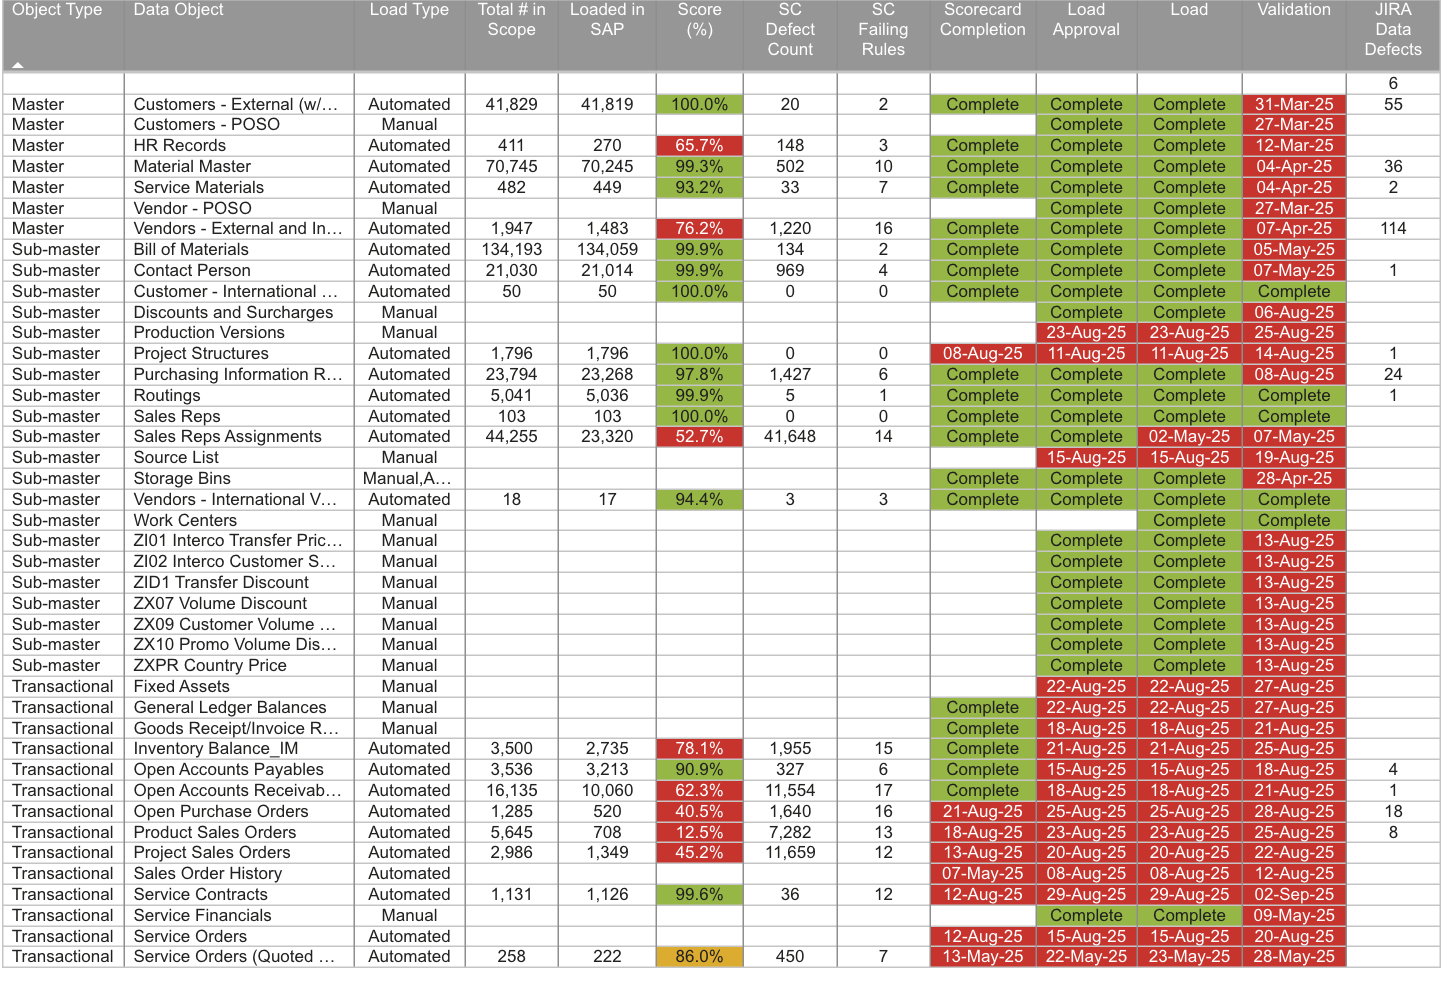 Object Type Data Object Load Type Total # in Scope Loaded in SAP Score (%) SC Defect Count SC Failing Rules Scorecard Completion Load Approval Load Validation JIRA Data Defects
6
Master Customers - External (w/… Automated 41,829 41,819 100.0% 20 2 Complete Complete Complete 31-Mar-25 55
Master Customers - POSO Manual Complete Complete 27-Mar-25
Master HR Records Automated 411 270 65.7% 148 3 Complete Complete Complete 12-Mar-25
Master Material Master Automated 70,745 70,245 99.3% 502 10 Complete Complete Complete 04-Apr-25 36
Master Service Materials Automated 482 449 93.2% 33 7 Complete Complete Complete 04-Apr-25 2
Master Vendor - POSO Manual Complete Complete 27-Mar-25
Master Vendors - External and In… Automated 1,947 1,483 76.2% 1,220 16 Complete Complete Complete 07-Apr-25 114
Sub-master Bill of Materials Automated 134,193 134,059 99.9% 134 2 Complete Complete Complete 05-May-25
Sub-master Contact Person Automated 21,030 21,014 99.9% 969 4 Complete Complete Complete 07-May-25 1
Sub-master Customer - International … Automated 50 50 100.0% 0 0 Complete Complete Complete Complete
Sub-master Discounts and Surcharges Manual Complete Complete 06-Aug-25
Sub-master Production Versions Manual 23-Aug-25 23-Aug-25 25-Aug-25
Sub-master Project Structures Automated 1,796 1,796 100.0% 0 0 08-Aug-25 11-Aug-25 11-Aug-25 14-Aug-25 1
Sub-master Purchasing Information R… Automated 23,794 23,268 97.8% 1,427 6 Complete Complete Complete 08-Aug-25 24
Sub-master Routings Automated 5,041 5,036 99.9% 5 1 Complete Complete Complete Complete 1
Sub-master Sales Reps Automated 103 103 100.0% 0 0 Complete Complete Complete Complete
Sub-master Sales Reps Assignments Automated 44,255 23,320 52.7% 41,648 14 Complete Complete 02-May-25 07-May-25
Sub-master Source List Manual 15-Aug-25 15-Aug-25 19-Aug-25
Sub-master Storage Bins Manual,A… Complete Complete Complete 28-Apr-25
Sub-master Vendors - International V… Automated 18 17 94.4% 3 3 Complete Complete Complete Complete
Sub-master Work Centers Manual Complete Complete
Sub-master ZI01 Interco Transfer Pric… Manual Complete Complete 13-Aug-25
Sub-master ZI02 Interco Customer S… Manual Complete Complete 13-Aug-25
Sub-master ZID1 Transfer Discount Manual Complete Complete 13-Aug-25
Sub-master ZX07 Volume Discount Manual Complete Complete 13-Aug-25
Sub-master ZX09 Customer Volume … Manual Complete Complete 13-Aug-25
Sub-master ZX10 Promo Volume Dis… Manual Complete Complete 13-Aug-25
Sub-master ZXPR Country Price Manual Complete Complete 13-Aug-25
Transactional Fixed Assets Manual 22-Aug-25 22-Aug-25 27-Aug-25
Transactional General Ledger Balances Manual Complete 22-Aug-25 22-Aug-25 27-Aug-25
Transactional Goods Receipt/Invoice R… Manual Complete 18-Aug-25 18-Aug-25 21-Aug-25
Transactional Inventory Balance_IM Automated 3,500 2,735 78.1% 1,955 15 Complete 21-Aug-25 21-Aug-25 25-Aug-25
Transactional Open Accounts Payables Automated 3,536 3,213 90.9% 327 6 Complete 15-Aug-25 15-Aug-25 18-Aug-25 4
Transactional Open Accounts Receivab… Automated 16,135 10,060 62.3% 11,554 17 Complete 18-Aug-25 18-Aug-25 21-Aug-25 1
Transactional Open Purchase Orders Automated 1,285 520 40.5% 1,640 16 21-Aug-25 25-Aug-25 25-Aug-25 28-Aug-25 18
Transactional Product Sales Orders Automated 5,645 708 12.5% 7,282 13 18-Aug-25 23-Aug-25 23-Aug-25 25-Aug-25 8
Transactional Project Sales Orders Automated 2,986 1,349 45.2% 11,659 12 13-Aug-25 20-Aug-25 20-Aug-25 22-Aug-25
Transactional Sales Order History Automated 07-May-25 08-Aug-25 08-Aug-25 12-Aug-25
Transactional Service Contracts Automated 1,131 1,126 99.6% 36 12 12-Aug-25 29-Aug-25 29-Aug-25 02-Sep-25
Transactional Service Financials Manual Complete Complete 09-May-25
Transactional Service Orders Automated 12-Aug-25 15-Aug-25 15-Aug-25 20-Aug-25
Transactional Service Orders (Quoted … Automated 258 222 86.0% 450 7 13-May-25 22-May-25 23-May-25 28-May-25